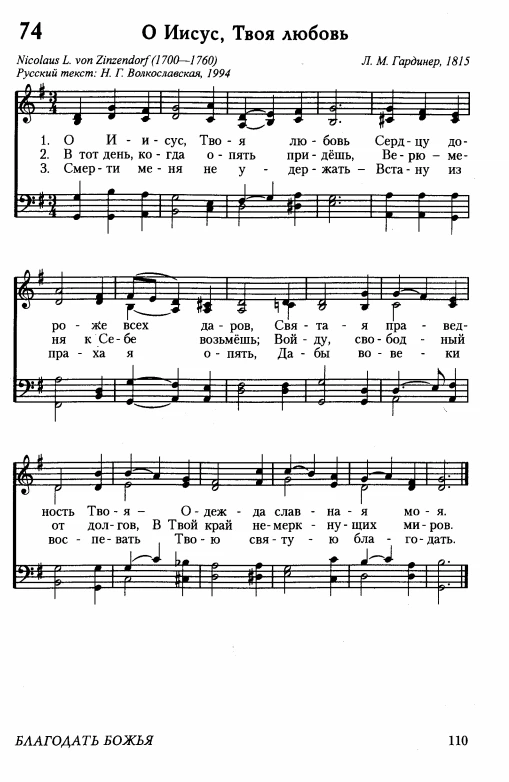 74
О Иисус, Твоя любовь
Nicolaus L. von Zinzendorf (1700—1760)
Л. М. Гардинер, 1815
Русский текст: Н. Г. Волкославская, 1994
1. О И - и - сус, Тво - я лю - бовь Серд - цу до-
2. В тот день, ко - гда о - пять при - дёшь, Ве - рю - ме-
3. Смер - ти ме - ня не у - дер - жать – Вста - ну из
ро - же всех да - ров, Свя - та - я пра - вед-
ня к Се - бе возьмёшь; Вой - ду, сво - бод - ный
пра - ха я о - пять, Да - бы во - ве - ки
ность Тво - я – О - деж - да слав - на - я мо - я.
от дол - гов, В Твой край не - мерк - ну - щих ми - ров.
вос - пе - вать Тво - ю свя - ту - ю бла - го - дать.
БЛАГОДАТЬ БОЖЬЯ
110